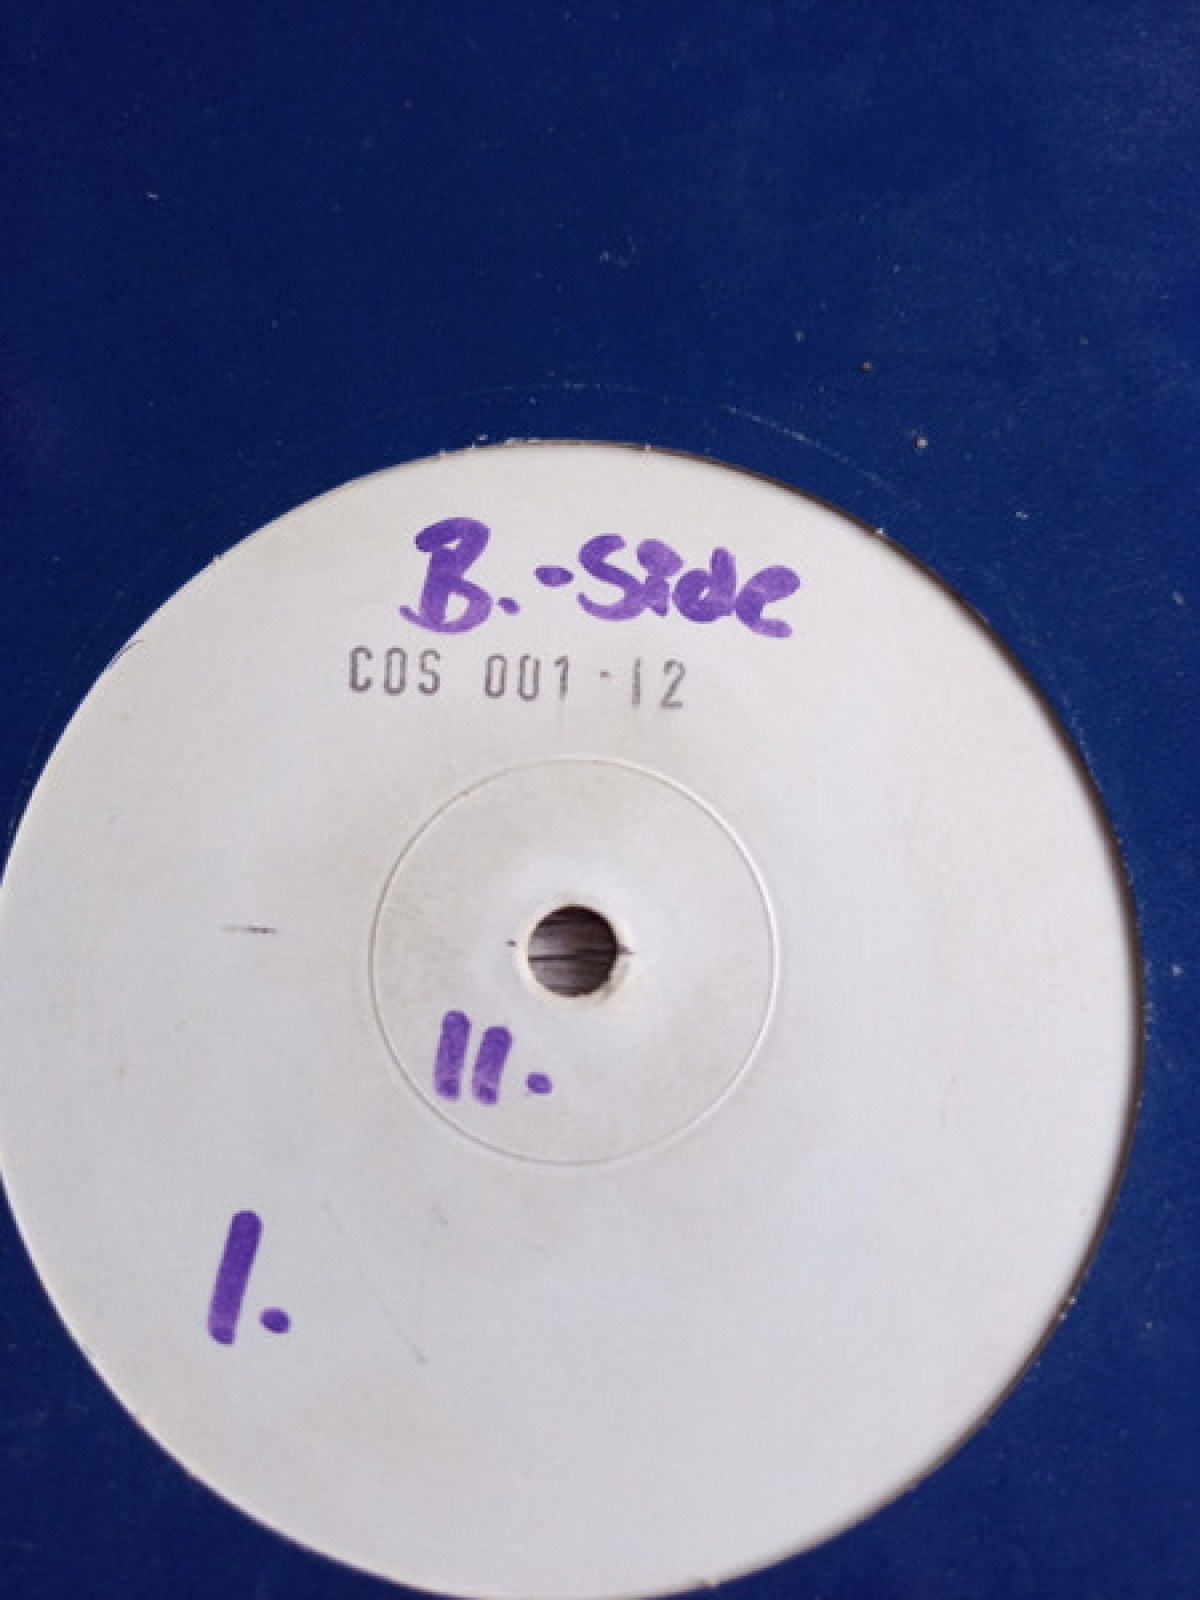 B.-Side
COS 001-12
II.
I.